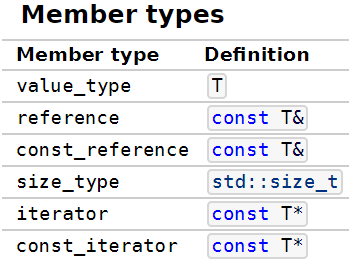 Member types
Member type Definition
value_type T
reference const T&
const_reference const T&
size_type std::size_t
iterator const T*
const_iterator const T*